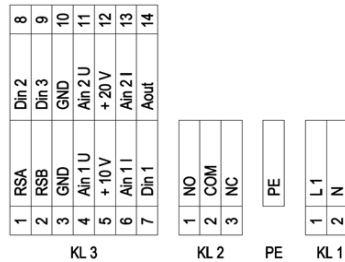 8 9 10 11 12 13 14
Din 2
Din 3
GND
Ain 2 U
+ 20 V
Ain 2 I
Aout
RSA
RSB
GND
Ain 1 U
+ 10 V
Ain 1 I
Din 1
1 2 3 4 5 6 7
KL 3
NO
COM
NC
1 2 3
KL 2
PE
PE
L1
N
1 2
KL 1